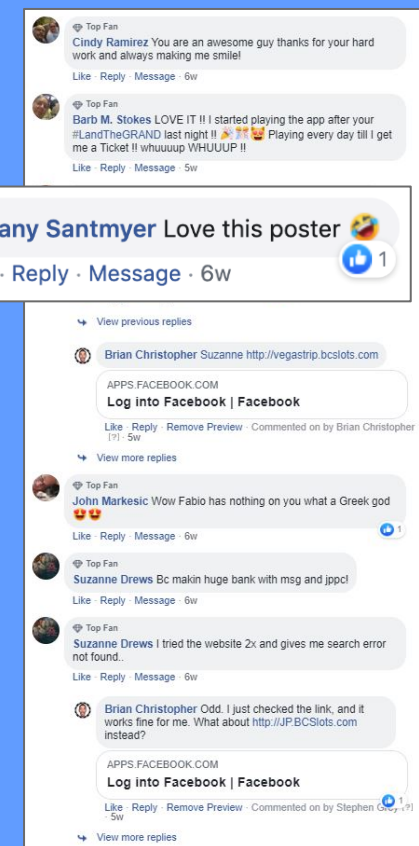 Top Fan
Cindy Ramirez You are an awesome guy thanks for your hard
work and always making me smile!
Like · Reply · Message · 6w
Top Fan
Barb M. Stokes LOVE IT !! I started playing the app after your
#LandTheGRAND last night !! 🎉🎊😻 Playing every day till I get
me a Ticket !! whuuuup WHUUUP !!
Like · Reply · Message · 5w
any Santmyer Love this poster 🤣
· Reply · Message · 6w
1
View previous replies
Brian Christopher Suzanne http://vegastrip.bcslots.com
APPS.FACEBOOK.COM
Log into Facebook | Facebook
Like · Reply · Remove Preview · Commented on by Brian Christopher
[?] · 5w
View more replies
Top Fan
John Markesic Wow Fabio has nothing on you what a Greek god
😍😍
1
Like · Reply · Message · 6w
Top Fan
Suzanne Drews Bc makin huge bank with msg and jppc!
Like · Reply · Message · 6w
Top Fan
Suzanne Drews I tried the website 2x and gives me search error
not found..
Like · Reply · Message · 6w
Brian Christopher Odd. I just checked the link, and it
works fine for me. What about http://JP.BCSlots.com
instead?
APPS.FACEBOOK.COM
Log into Facebook | Facebook
1
Like · Reply · Remove Preview · Commented on by Stephen [?]
· 5w
View more replies